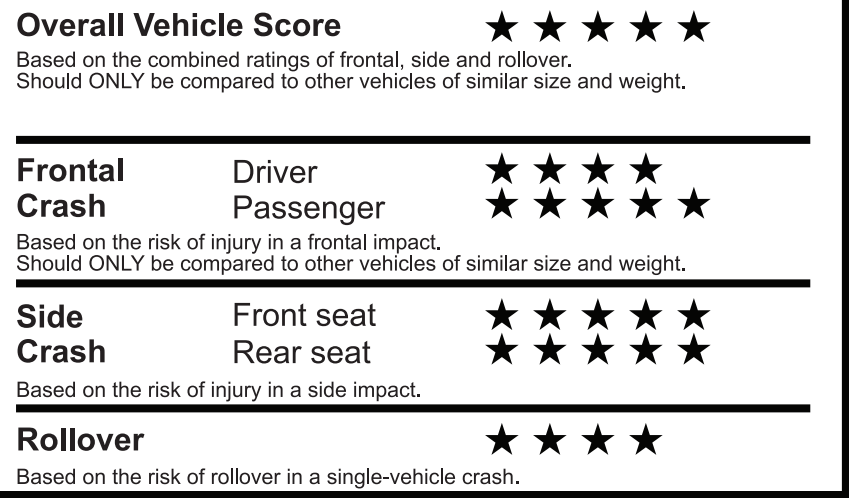 Overall Vehicle Score ★ ★ ★ ★ ★
Based on the combined ratings of frontal, side and rollover.
Should ONLY be compared to other vehicles of similar size and weight.
Frontal Driver ★ ★ ★ ★
Crash Passenger ★ ★ ★ ★ ★
Based on the risk of injury in a frontal impact.
Should ONLY be compared to other vehicles of similar size and weight.
Side Front seat ★ ★ ★ ★ ★
Crash Rear seat ★ ★ ★ ★ ★
Based on the risk of injury in a side impact.
Rollover ★ ★ ★ ★
Based on the risk of rollover in a single-vehicle crash.